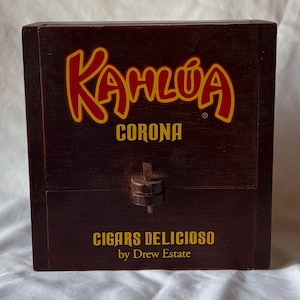 KAHLÚA®
CORONA
CIGARS DELICIOSO
by Drew Estate